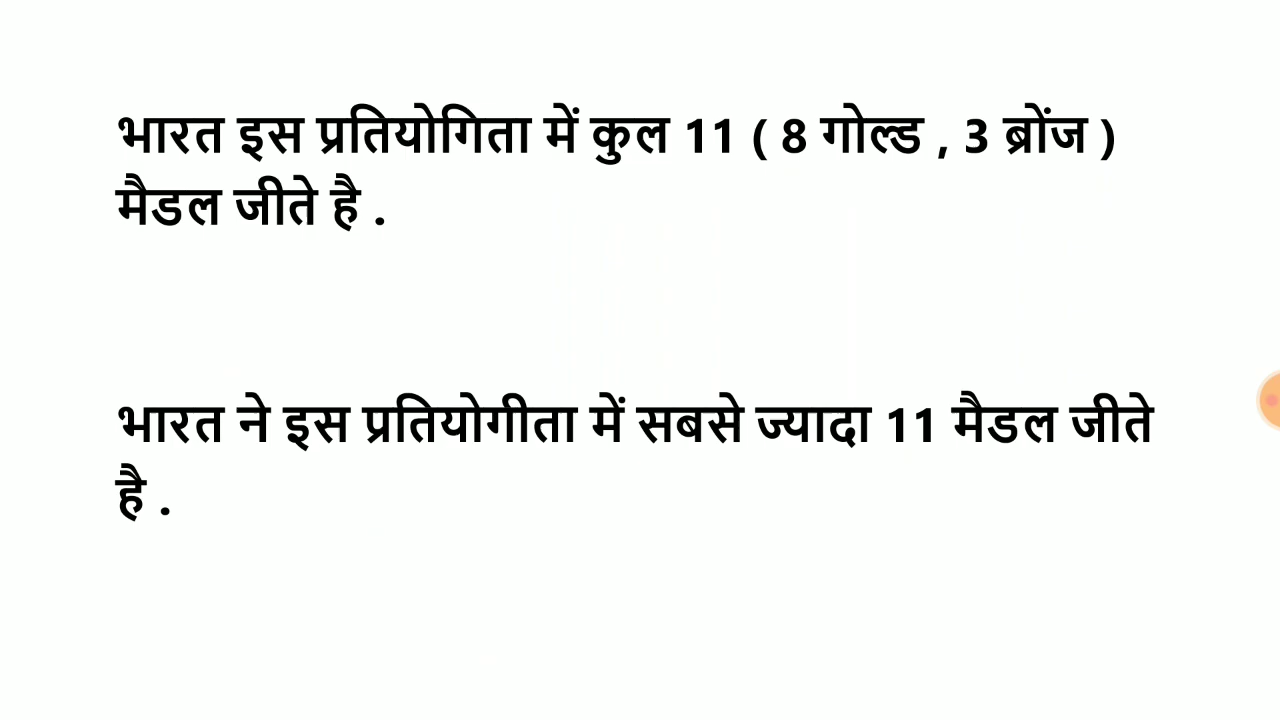 भारत इस प्रतियोगिता में कुल 11 ( 8 गोल्ड , 3 ब्रोंज )
मैडल जीते है .
भारत ने इस प्रतियोगीता में सबसे ज्यादा 11 मैडल जीते
है .